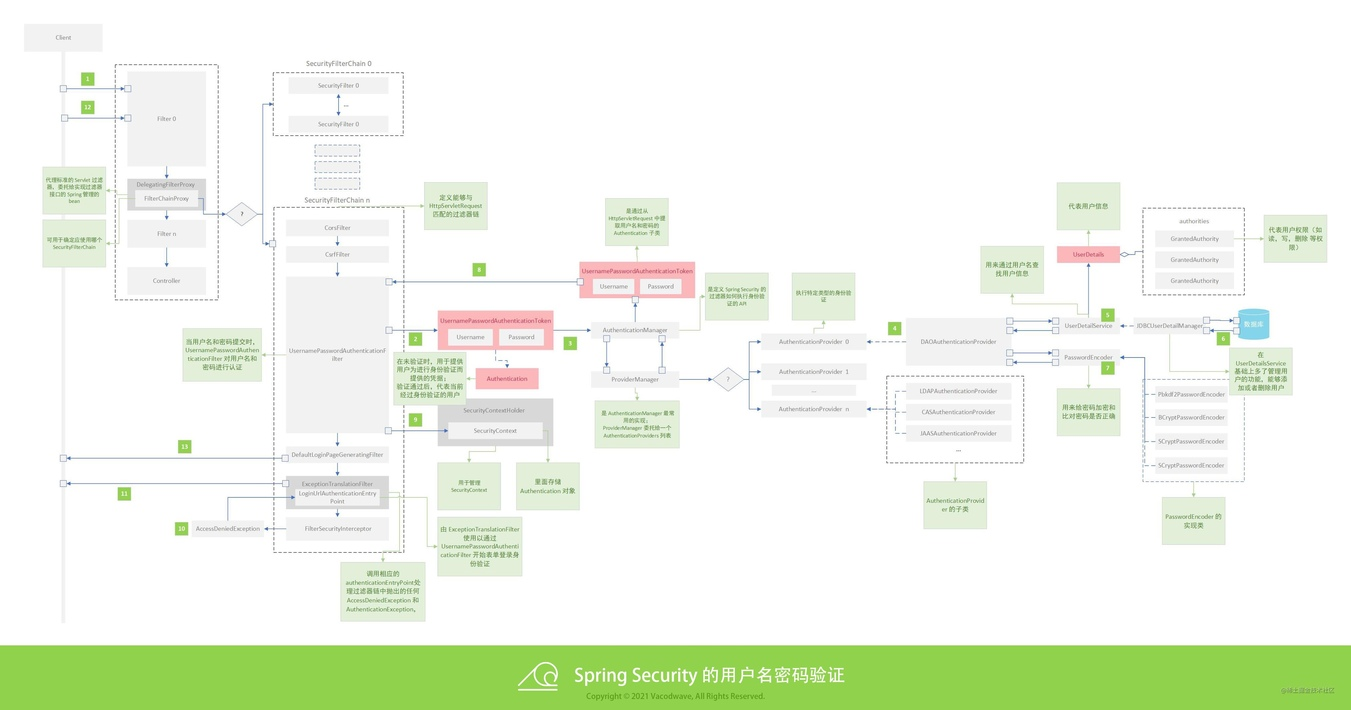 Client
1
12
Filter 0
DelegatingFilterProxy
FilterChainProxy
Filter n
Controller
代理标准的 Servlet 过滤
器，委托给实现过滤器
接口的 Spring 管理的
bean
可用于确定应使用哪个
SecurityFilterChain
?
SecurityFilterChain 0
SecurityFilter 0
...
SecurityFilter 0
SecurityFilterChain n
定义能够与
HttpServletRequest
匹配的过滤器链
CorsFilter
CsrfFilter
UsernamePasswordAuthenticationF
ilter
当用户名和密码提交时，
UsernamePasswordAuthen
ticationFilter 对用户名和
密码进行认证
DefaultLoginPageGeneratingFilter
ExceptionTranslationFilter
LoginUrlAuthenticationEntry
Point
FilterSecurityInterceptor
13
11
10
AccessDeniedException
调用相应的
authenticationEntryPoint处
理过滤器链中抛出的任何
AccessDeniedException 和
AuthenticationException。
由 ExceptionTranslationFilter
使用以通过
UsernamePasswordAuthenti
cationFilter 开始表单登录身
份验证
8
2
UsernamePasswordAuthenticationToken
Username
Password
3
Authentication
在未验证时，用于提供
用户为进行身份验证而
提供的凭据；
验证通过后，代表当前
经过身份验证的用户
9
SecurityContextHolder
SecurityContext
用于管理
SecurityContext
里面存储
Authentication 对象
是通过从
HttpServletRequest 中提
取用户名和密码的
Authentication 子类
UsernamePasswordAuthenticationToken
Username
Password
AuthenticationManager
是定义 Spring Security 的
过滤器如何执行身份验
证的 API
ProviderManager
是 AuthenticationManager 最常
用的实现；
ProviderManager 委托给一个
AuthenticationProviders 列表
?
执行特定类型的身份验
证
AuthenticationProvider 0
AuthenticationProvider 1
...
AuthenticationProvider n
4
DAOAuthenticationProvider
LDAPAuthenticationProvider
CASAuthenticationProvider
JAASAuthenticationProvider
...
AuthenticationProvid
er 的子类
代表用户信息
UserDetails
用来通过用户名查
找用户信息
5
UserDetailService
JDBCUserDetailManager
6
数据库
PasswordEncoder
7
用来给密码加密和
比对密码是否正确
authorities
GrantedAuthority
GrantedAuthority
GrantedAuthority
代表用户权限（如
读、写，删除 等权
限）
在
UserDetailsService
基础上多了管理用户
的功能，能够添
加或者删除用户
Pbkdf2PasswordEncoder
BCryptPasswordEncoder
SCryptPasswordEncoder
SCryptPasswordEncoder
PasswordEncoder 的
实现类
Spring Security 的用户名密码验证
Copyright © 2021 Vacodwave, All Rights Reserved.
@稀土掘金技术社区